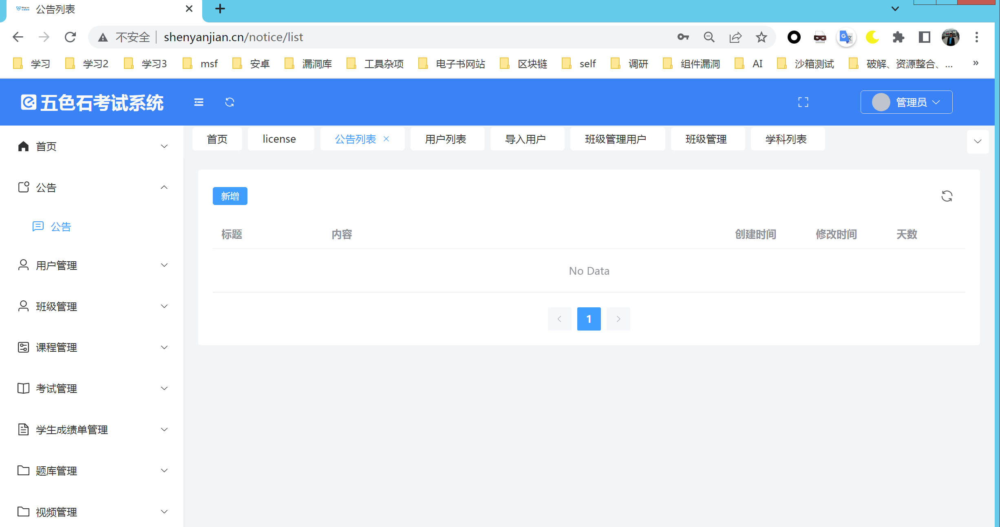 公告列表
不安全 shenyanjian.cn/notice/list
学习 学习2 学习3 msf 安卓 漏洞库 工具杂项 电子书网站 区块链 self 调研 组件漏洞 AI 沙箱测试 破解、资源整合、... »
五色石考试系统 管理员
首页 license 公告列表 用户列表 导入用户 班级管理用户 班级管理 学科列表
首页
公告
公告
用户管理
班级管理
课程管理
考试管理
学生成绩单管理
题库管理
视频管理
新增
标题 内容 创建时间 修改时间 天数
No Data
1